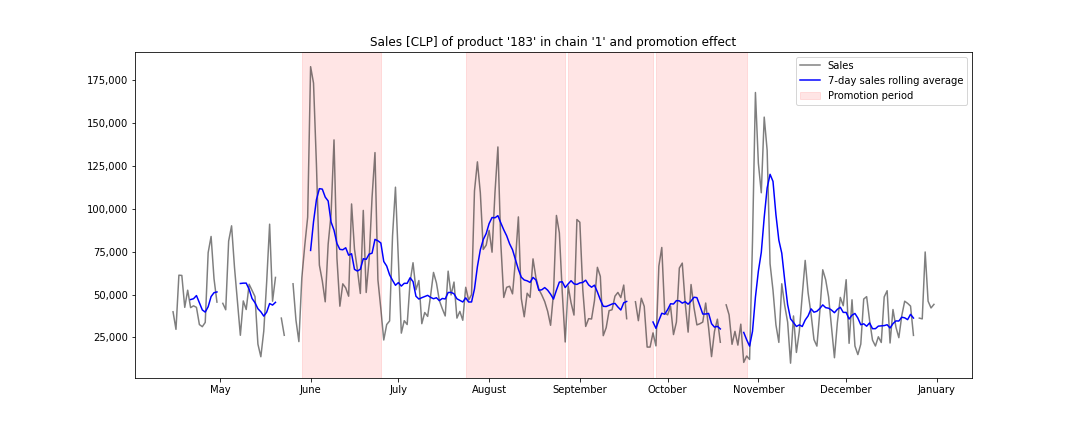 Sales [CLP] of product '183' in chain '1' and promotion effect
Sales
7-day sales rolling average
Promotion period
175,000
150,000
125,000
100,000
75,000
50,000
25,000
May June July August September October November December January